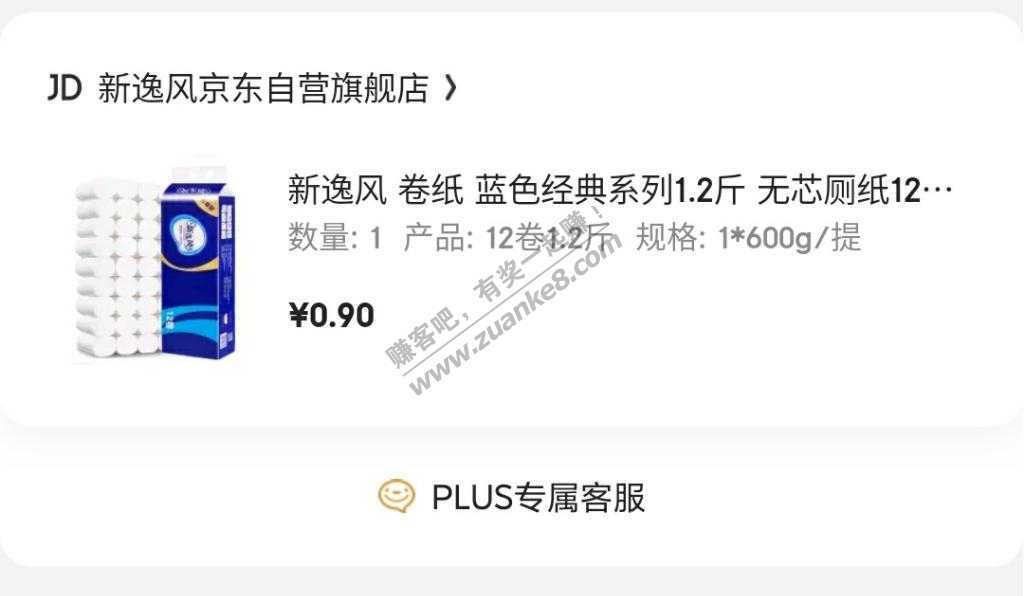 JD 新逸风京东自营旗舰店 》
新逸风 卷纸 蓝色经典系列1.2斤 无芯厕纸12…
数量: 1 产品: 12卷1.2斤 规格: 1*600g/提
¥0.90
赚客吧，有奖一起赚！
www.zuanke8.com
PLUS专属客服